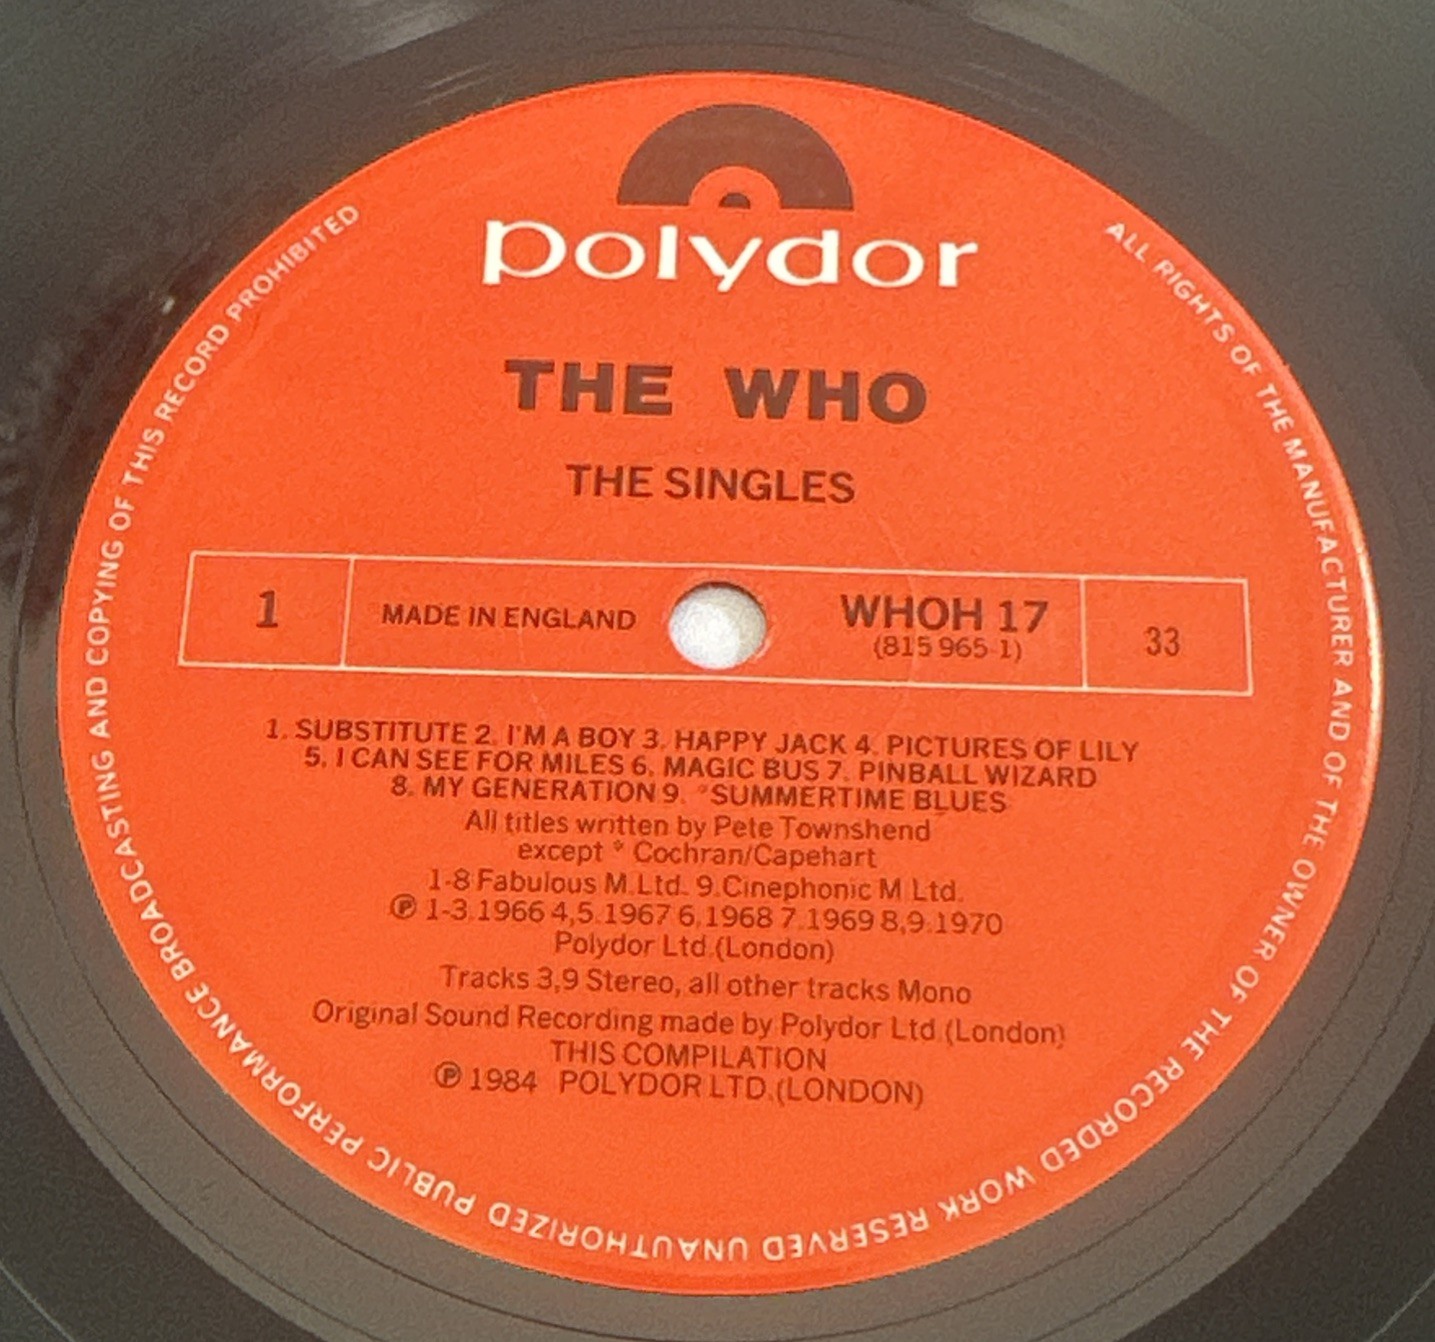 polydor
THE WHO
THE SINGLES
1
MADE IN ENGLAND
WHOH 17
(815 965-1)
33
1. SUBSTITUTE 2. I'M A BOY 3. HAPPY JACK 4. PICTURES OF LILY
5. I CAN SEE FOR MILES 6. MAGIC BUS 7. PINBALL WIZARD
8. MY GENERATION 9. *SUMMERTIME BLUES
All titles written by Pete Townshend
except * Cochran/Capehart
1-8 Fabulous M.Ltd. 9.Cinephonic M.Ltd.
℗ 1-3.1966 4,5.1967 6.1968 7.1969 8,9.1970
Polydor Ltd.(London)
Tracks 3,9 Stereo, all other tracks Mono
Original Sound Recording made by Polydor Ltd.(London)
THIS COMPILATION
℗ 1984 POLYDOR LTD.(LONDON)
ALL RIGHTS OF THE MANUFACTURER AND OF THE OWNER OF THE RECORDED WORK RESERVED UNAUTHORIZED PUBLIC PERFORMANCE BROADCASTING AND COPYING OF THIS RECORD PROHIBITED